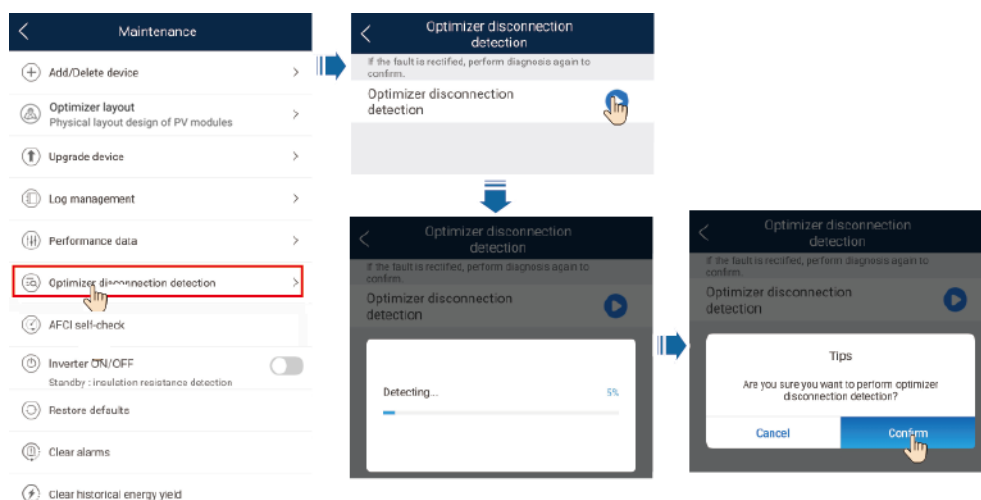 Maintenance
Add/Delete device
Optimizer layout
Physical layout design of PV modules
Upgrade device
Log management
Performance data
Optimizer disconnection detection
AFCI self-check
Inverter ON/OFF
Standby : insulation resistance detection
Restore defaults
Clear alarms
Clear historical energy yield
Optimizer disconnection
detection
If the fault is rectified, perform diagnosis again to
confirm.
Optimizer disconnection
detection
Optimizer disconnection
detection
If the fault is rectified, perform diagnosis again to
confirm.
Optimizer disconnection
detection
Detecting... 5%
Optimizer disconnection
detection
If the fault is rectified, perform diagnosis again to
confirm.
Optimizer disconnection
detection
Tips
Are you sure you want to perform optimizer
disconnection detection?
Cancel Confirm